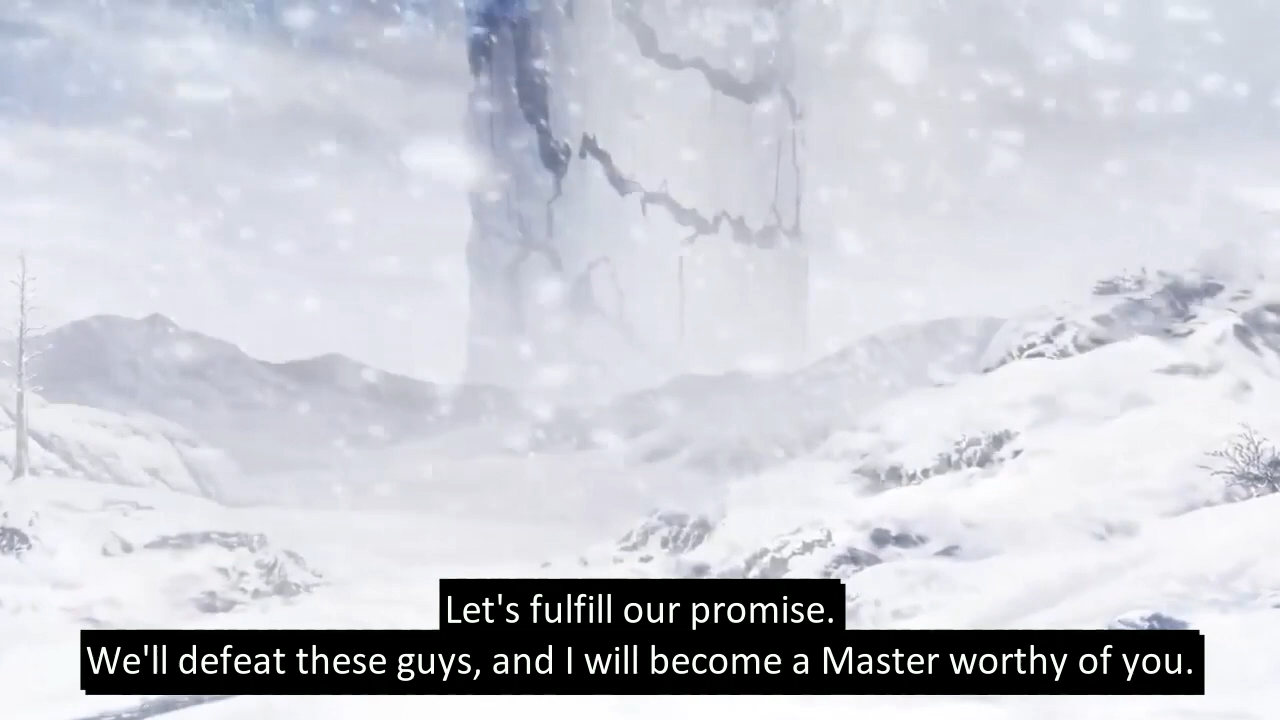 Let's fulfill our promise.
We'll defeat these guys, and I will become a Master worthy of you.